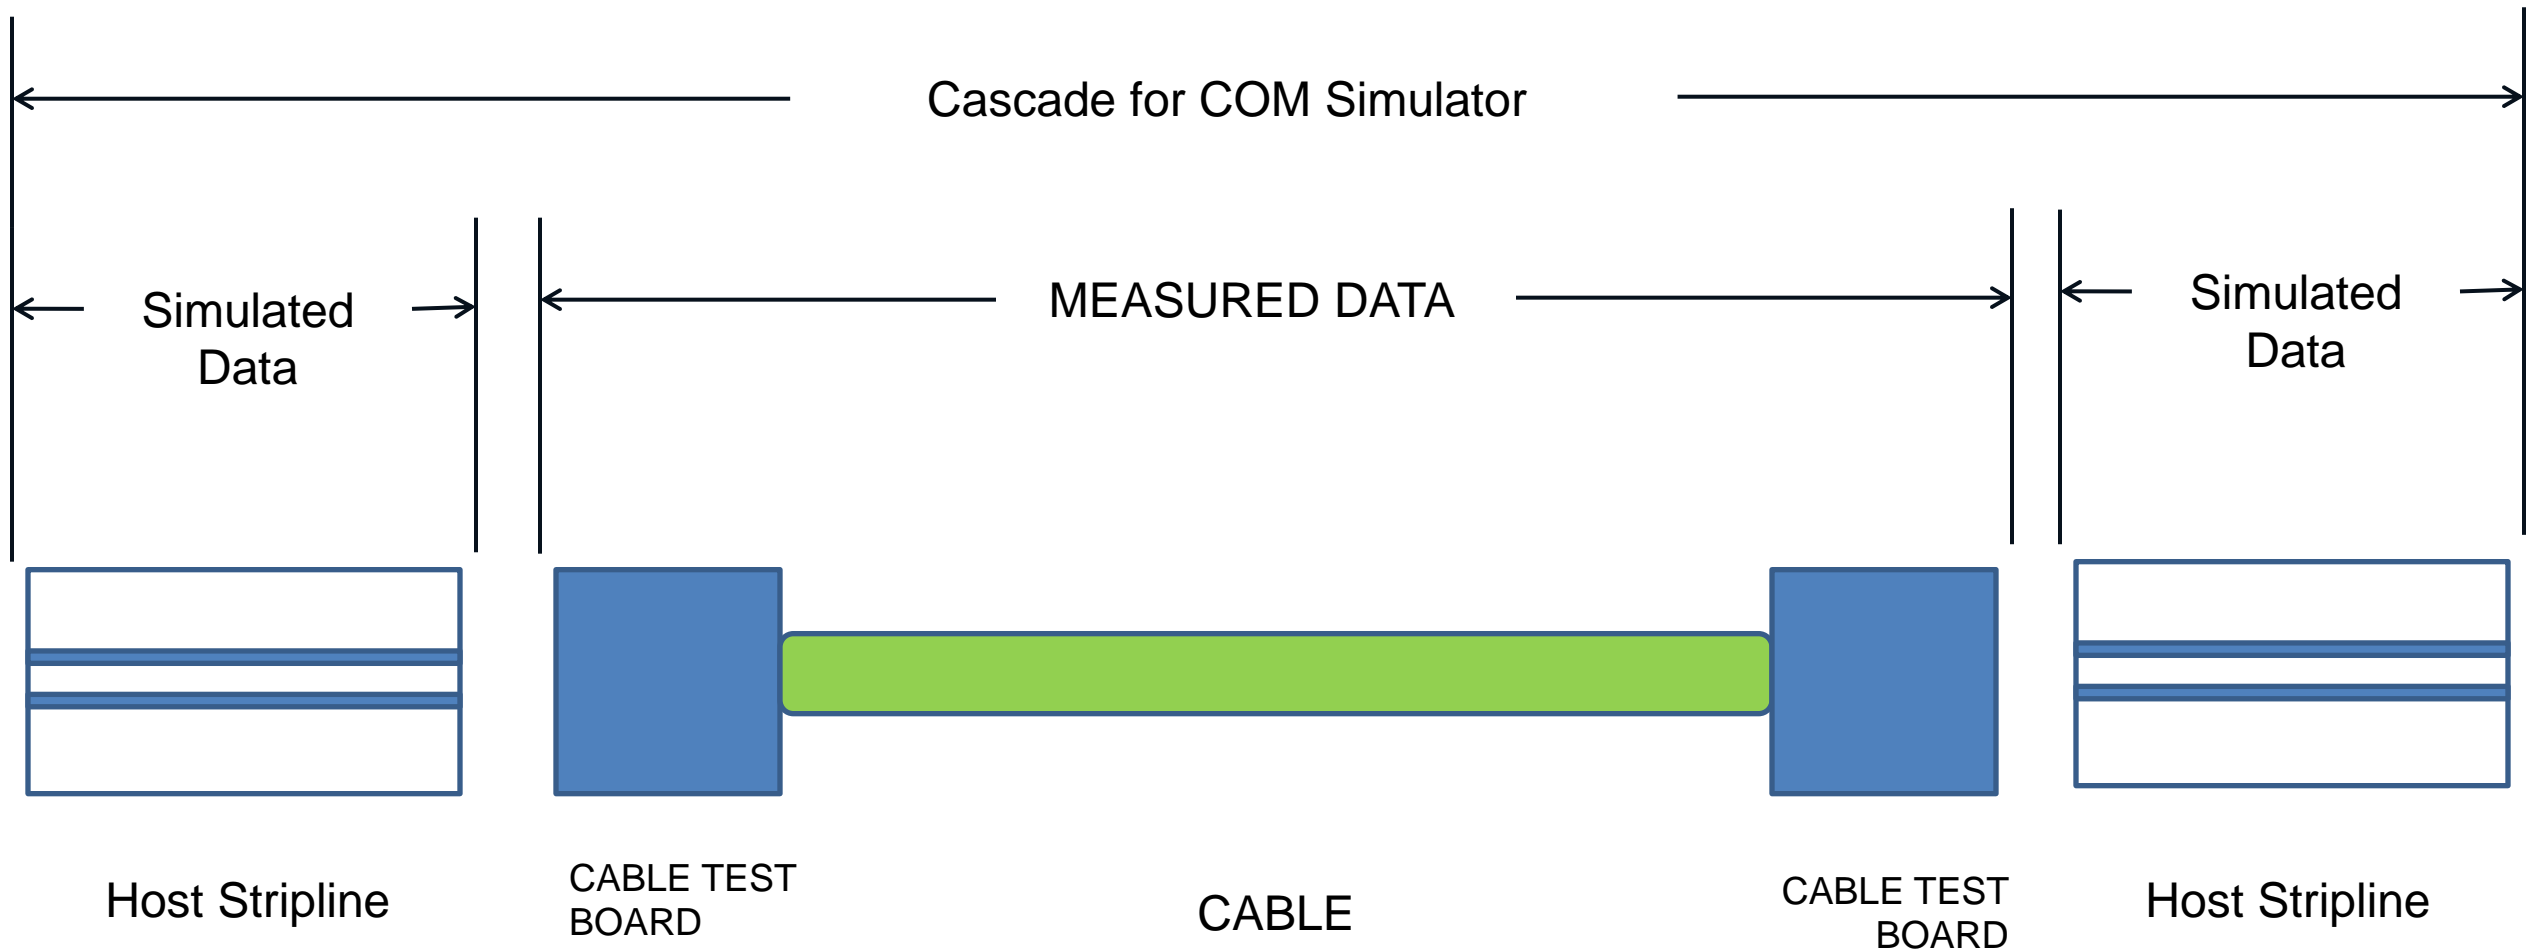 Cascade for COM Simulator
Simulated
Data
MEASURED DATA
Simulated
Data
Host Stripline
CABLE TEST
BOARD
CABLE
CABLE TEST
BOARD
Host Stripline